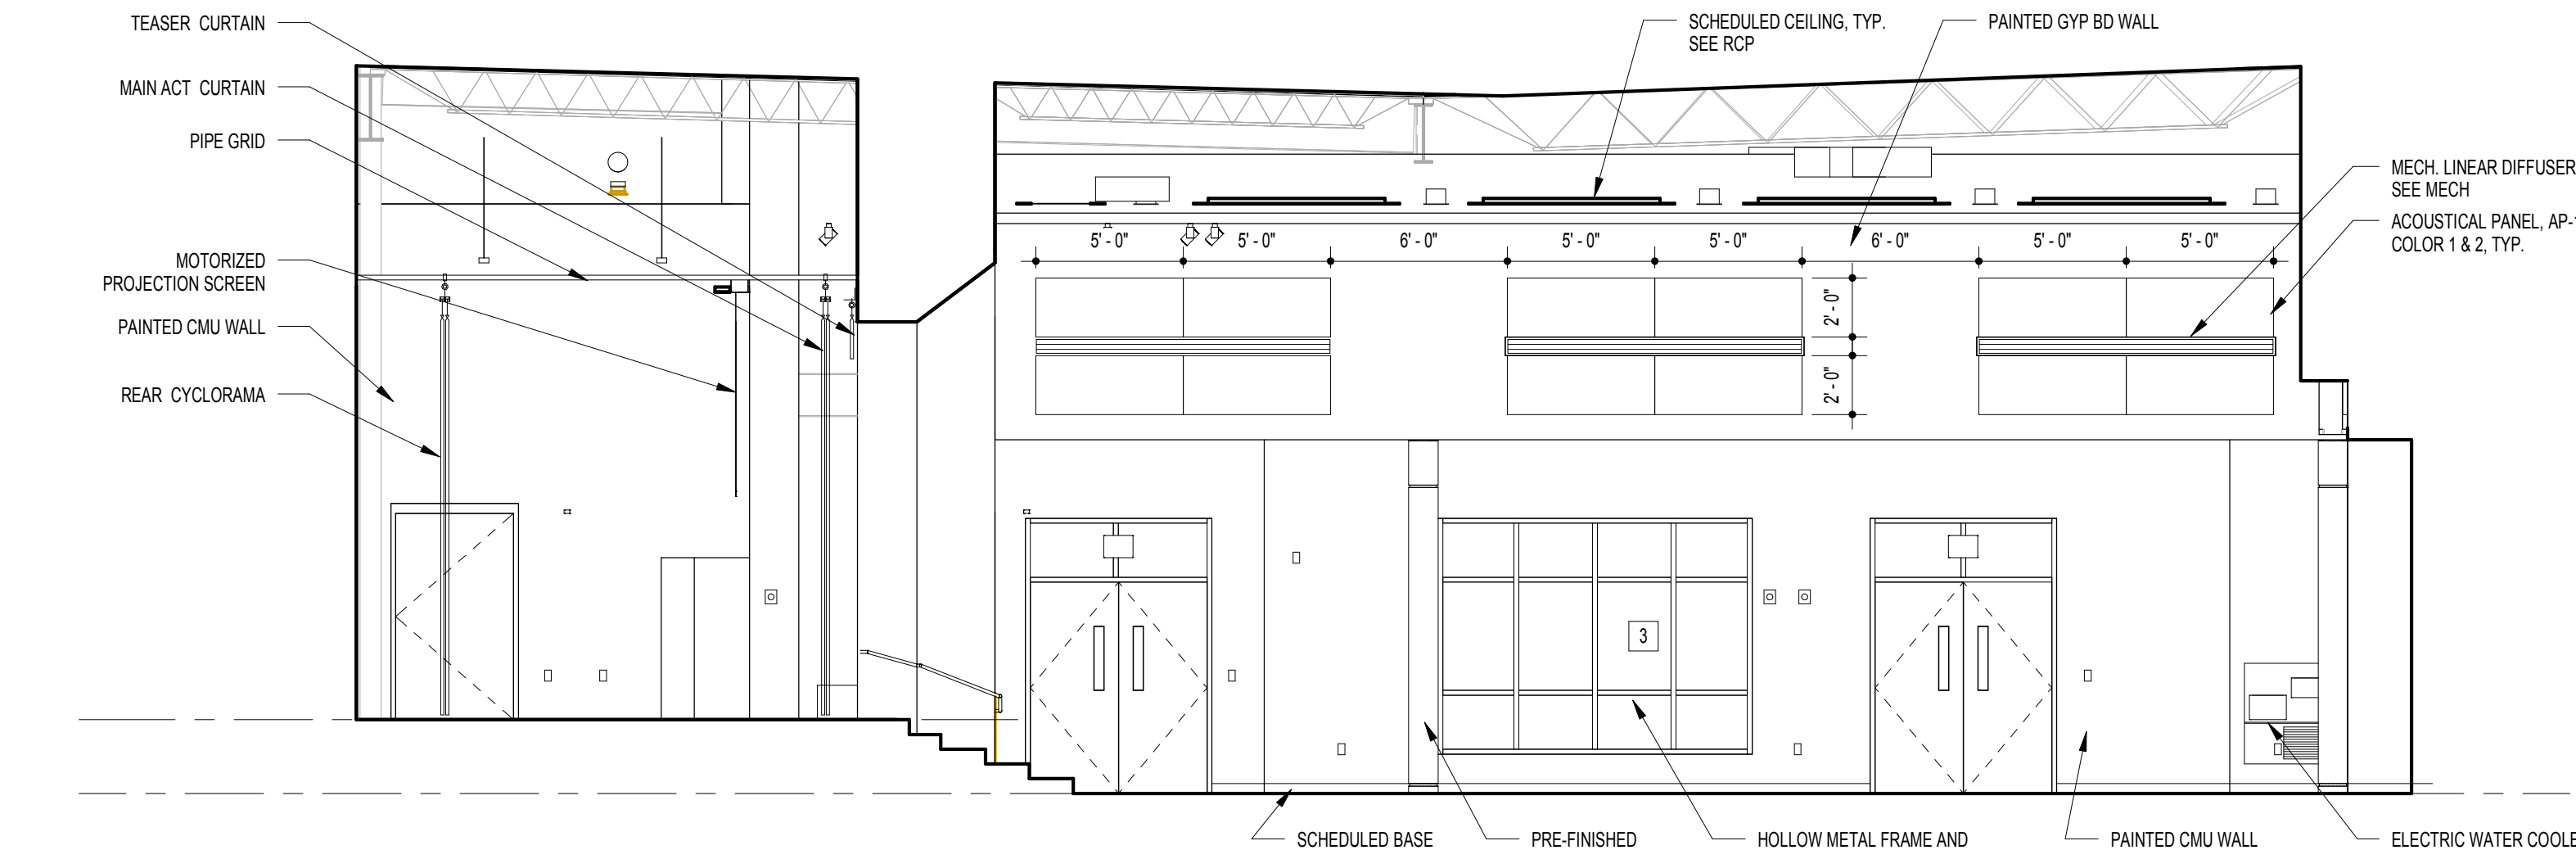 TEASER CURTAIN
MAIN ACT CURTAIN
PIPE GRID
MOTORIZED
PROJECTION SCREEN
PAINTED CMU WALL
REAR CYCLORAMA
SCHEDULED CEILING, TYP.
SEE RCP
PAINTED GYP BD WALL
MECH. LINEAR DIFFUSER
SEE MECH
ACOUSTICAL PANEL, AP-1
COLOR 1 & 2, TYP.
5' - 0" 5' - 0" 6' - 0" 5' - 0" 5' - 0" 6' - 0" 5' - 0" 5' - 0"
2' - 0"
2' - 0"
3
SCHEDULED BASE
PRE-FINISHED
HOLLOW METAL FRAME AND
PAINTED CMU WALL
ELECTRIC WATER COOLE